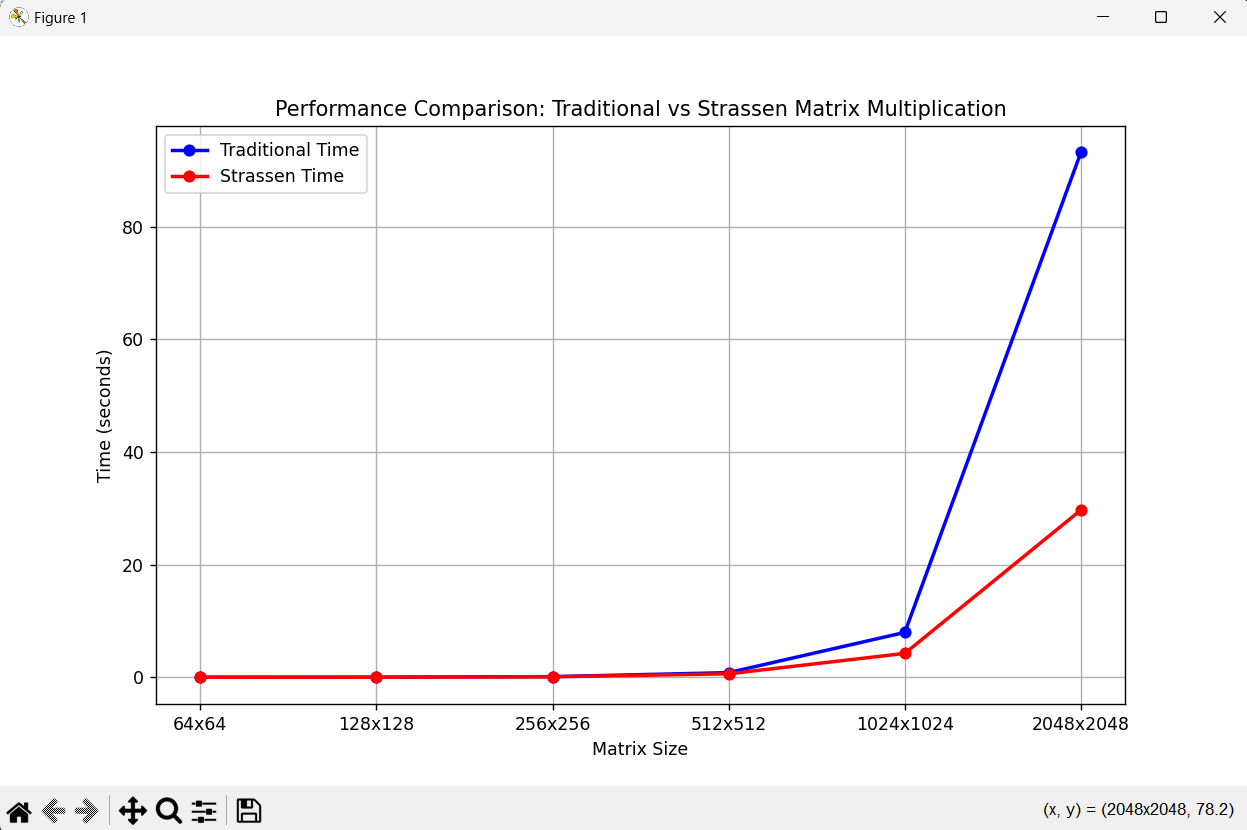 Figure 1
Performance Comparison: Traditional vs Strassen Matrix Multiplication
Traditional Time
Strassen Time
80
60
40
20
0
Time (seconds)
64x64 128x128 256x256 512x512 1024x1024 2048x2048
Matrix Size
(x, y) = (2048x2048, 78.2)